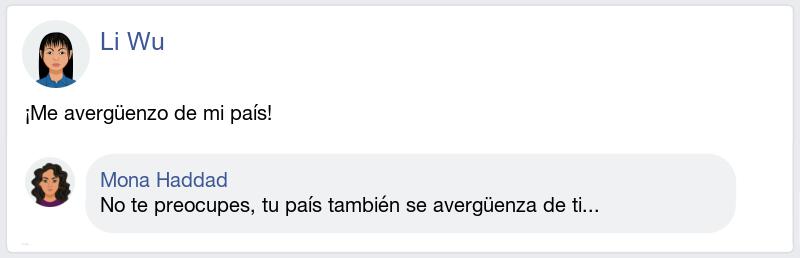 Li Wu
¡Me avergüenzo de mi país!
Mona Haddad
No te preocupes, tu país también se avergüenza de ti...